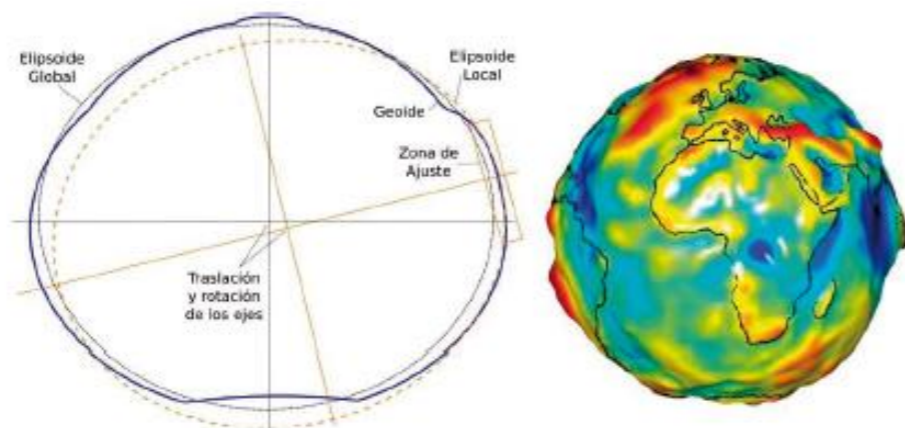 Elipsoide
Global
Elipsoide
Local
Geoide
Zona de
Ajuste
Traslación
y rotación
de los ejes